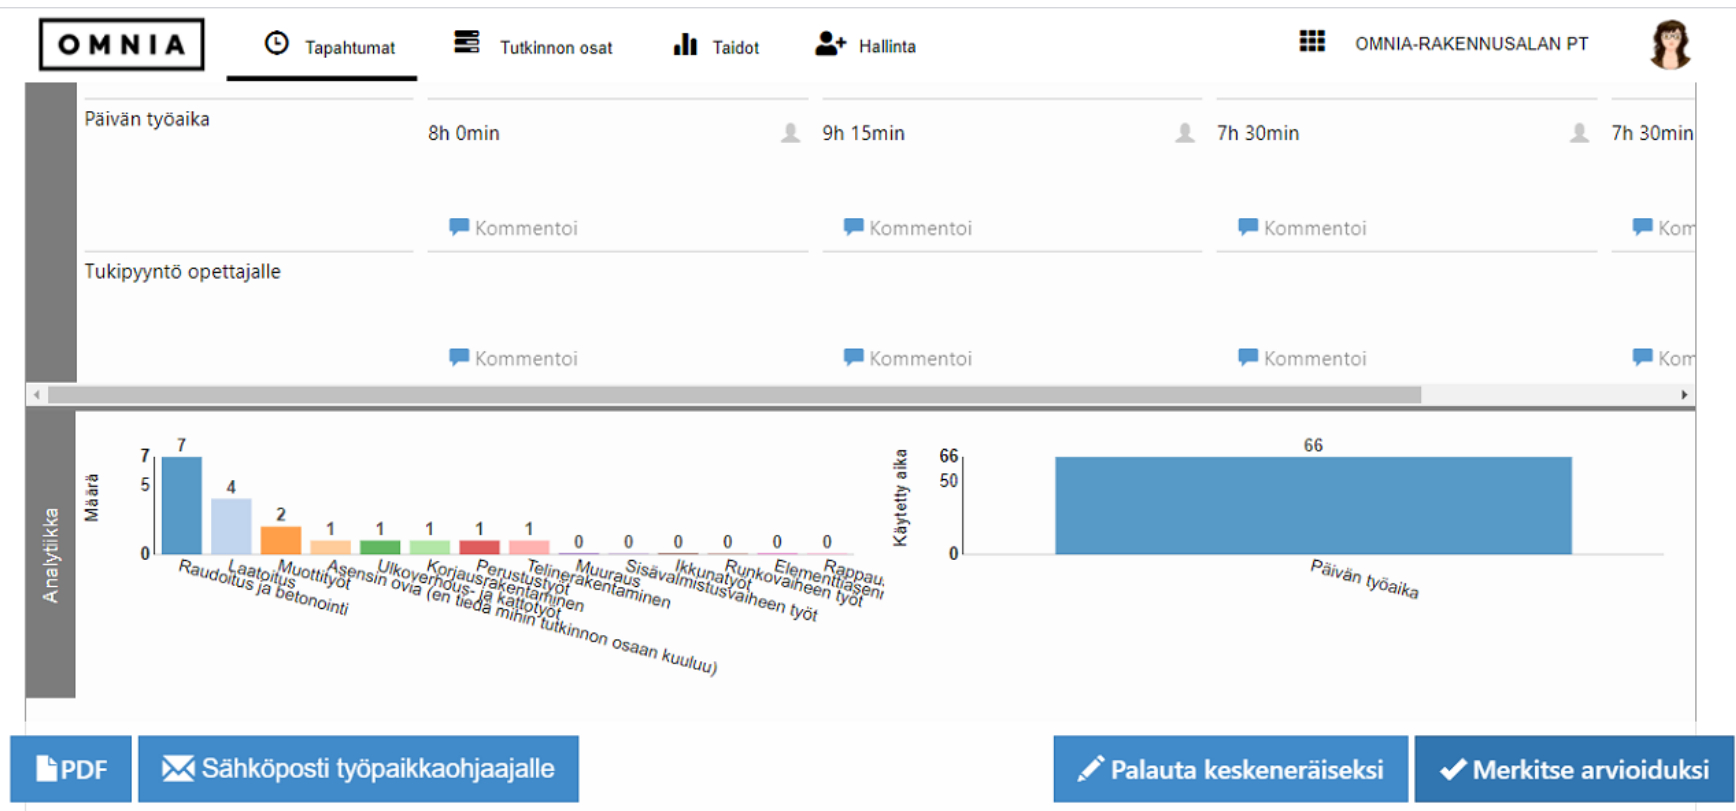 OMNIA
Tapahtumat
Tutkinnon osat
Taidot
Hallinta
OMNIA-RAKENNUSALAN PT
Päivän työaika
8h 0min
9h 15min
7h 30min
7h 30min
Kommentoi
Kommentoi
Kommentoi
Kom
Tukipyyntö opettajalle
Kommentoi
Kommentoi
Kommentoi
Kom
Analytiikka
Määrä
7
5
0
7
4
2
1
1
1
1
1
0
0
0
0
0
0
Raudoitus ja betonointi
Laatoitus
Muottityöt
Asensin ovia (en tiedä mihin tutkinnon osaan kuuluu)
Ulkoverhous- ja kattotyöt
Korjausrakentaminen
Perustustyöt
Telinerakentaminen
Muuraus
Sisävalmistusvaiheen työt
Ikkunatyöt
Runkovaiheen työt
Elementtiasenr
Rappau.
Käytetty aika
66
50
0
66
Päivän työaika
PDF
Sähköposti työpaikkaohjaajalle
Palauta keskeneräiseksi
Merkitse arvioiduksi